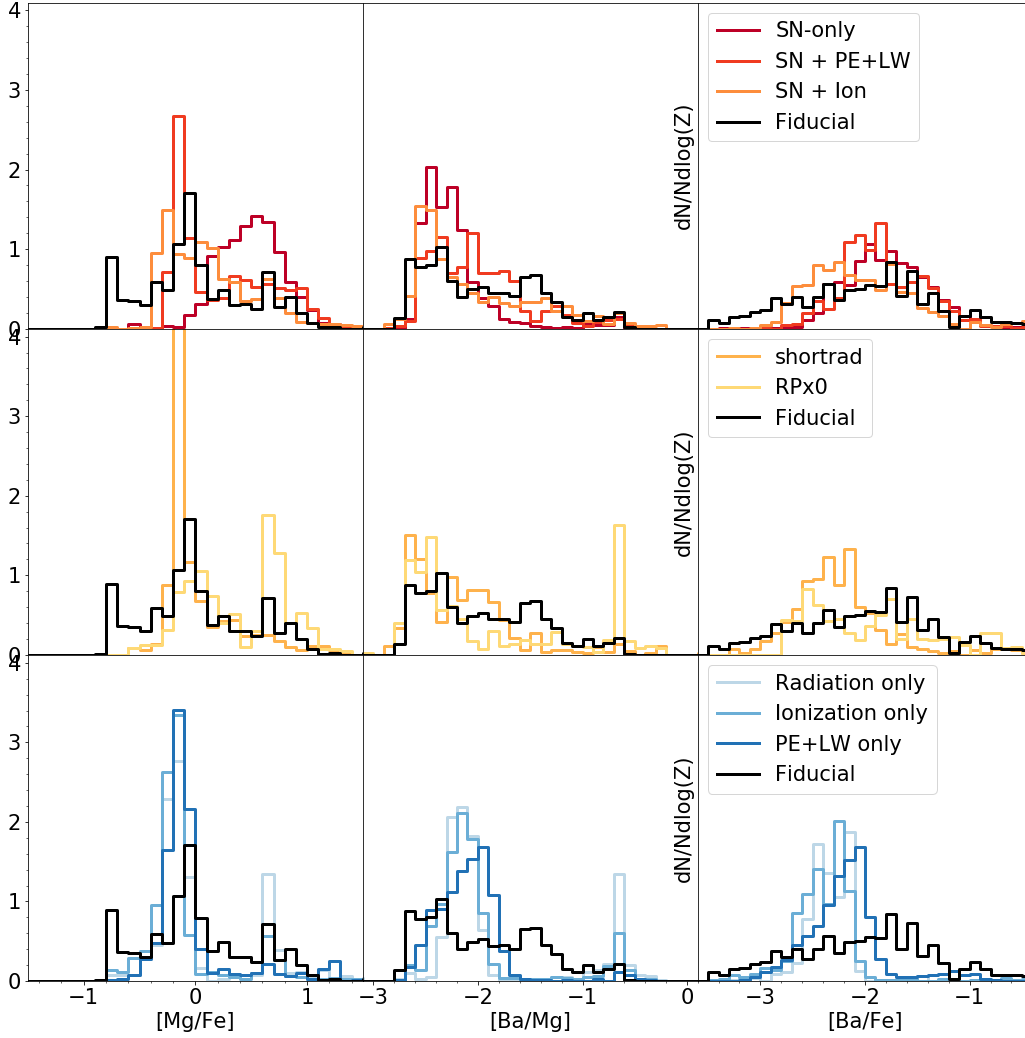 4
3
2
1
0
dN/Ndlog(Z)
SN-only
SN + PE+LW
SN + Ion
Fiducial
4
3
2
1
0
dN/Ndlog(Z)
shortrad
RPx0
Fiducial
4
3
2
1
0
dN/Ndlog(Z)
Radiation only
Ionization only
PE+LW only
Fiducial
−1 0 1 −3 −2 −1 0 −3 −2 −1
[Mg/Fe] [Ba/Mg] [Ba/Fe]